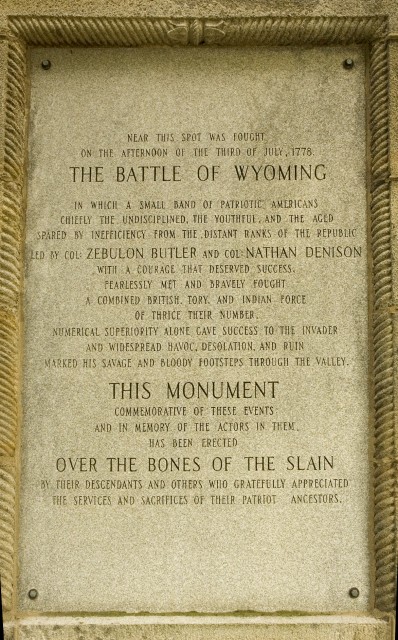 NEAR THIS SPOT WAS FOUGHT
ON THE AFTERNOON OF THE THIRD OF JULY, 1778
THE BATTLE OF WYOMING
IN WHICH A SMALL BAND OF PATRIOTIC AMERICANS
CHIEFLY THE UNDISCIPLINED, THE YOUTHFUL, AND THE AGED
SPARED BY INEFFICIENCY FROM THE DISTANT RANKS OF THE REPUBLIC
LED BY COL: ZEBULON BUTLER AND COL: NATHAN DENISON
WITH A COURAGE THAT DESERVED SUCCESS,
FEARLESSLY MET AND BRAVELY FOUGHT
A COMBINED BRITISH, TORY, AND INDIAN FORCE
OF THRICE THEIR NUMBER.
NUMERICAL SUPERIORITY ALONE GAVE SUCCESS TO THE INVADER
AND WIDESPREAD HAVOC, DESOLATION, AND RUIN
MARKED HIS SAVAGE AND BLOODY FOOTSTEPS THROUGH THE VALLEY.
THIS MONUMENT
COMMEMORATIVE OF THESE EVENTS
AND IN MEMORY OF THE ACTORS IN THEM,
HAS BEEN ERECTED
OVER THE BONES OF THE SLAIN
BY THEIR DESCENDANTS AND OTHERS WHO GRATEFULLY APPRECIATED
THE SERVICES AND SACRIFICES OF THEIR PATRIOT ANCESTORS.